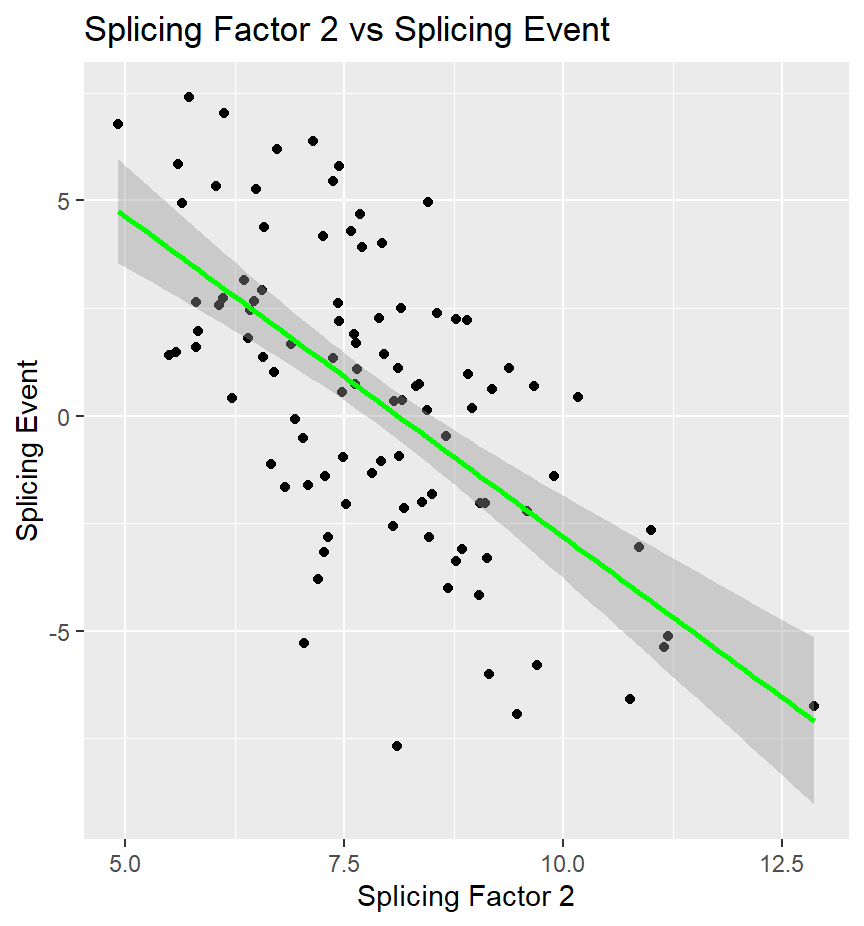 Splicing Factor 2 vs Splicing Event
Splicing Event
5
0
-5
5.0 7.5 10.0 12.5
Splicing Factor 2